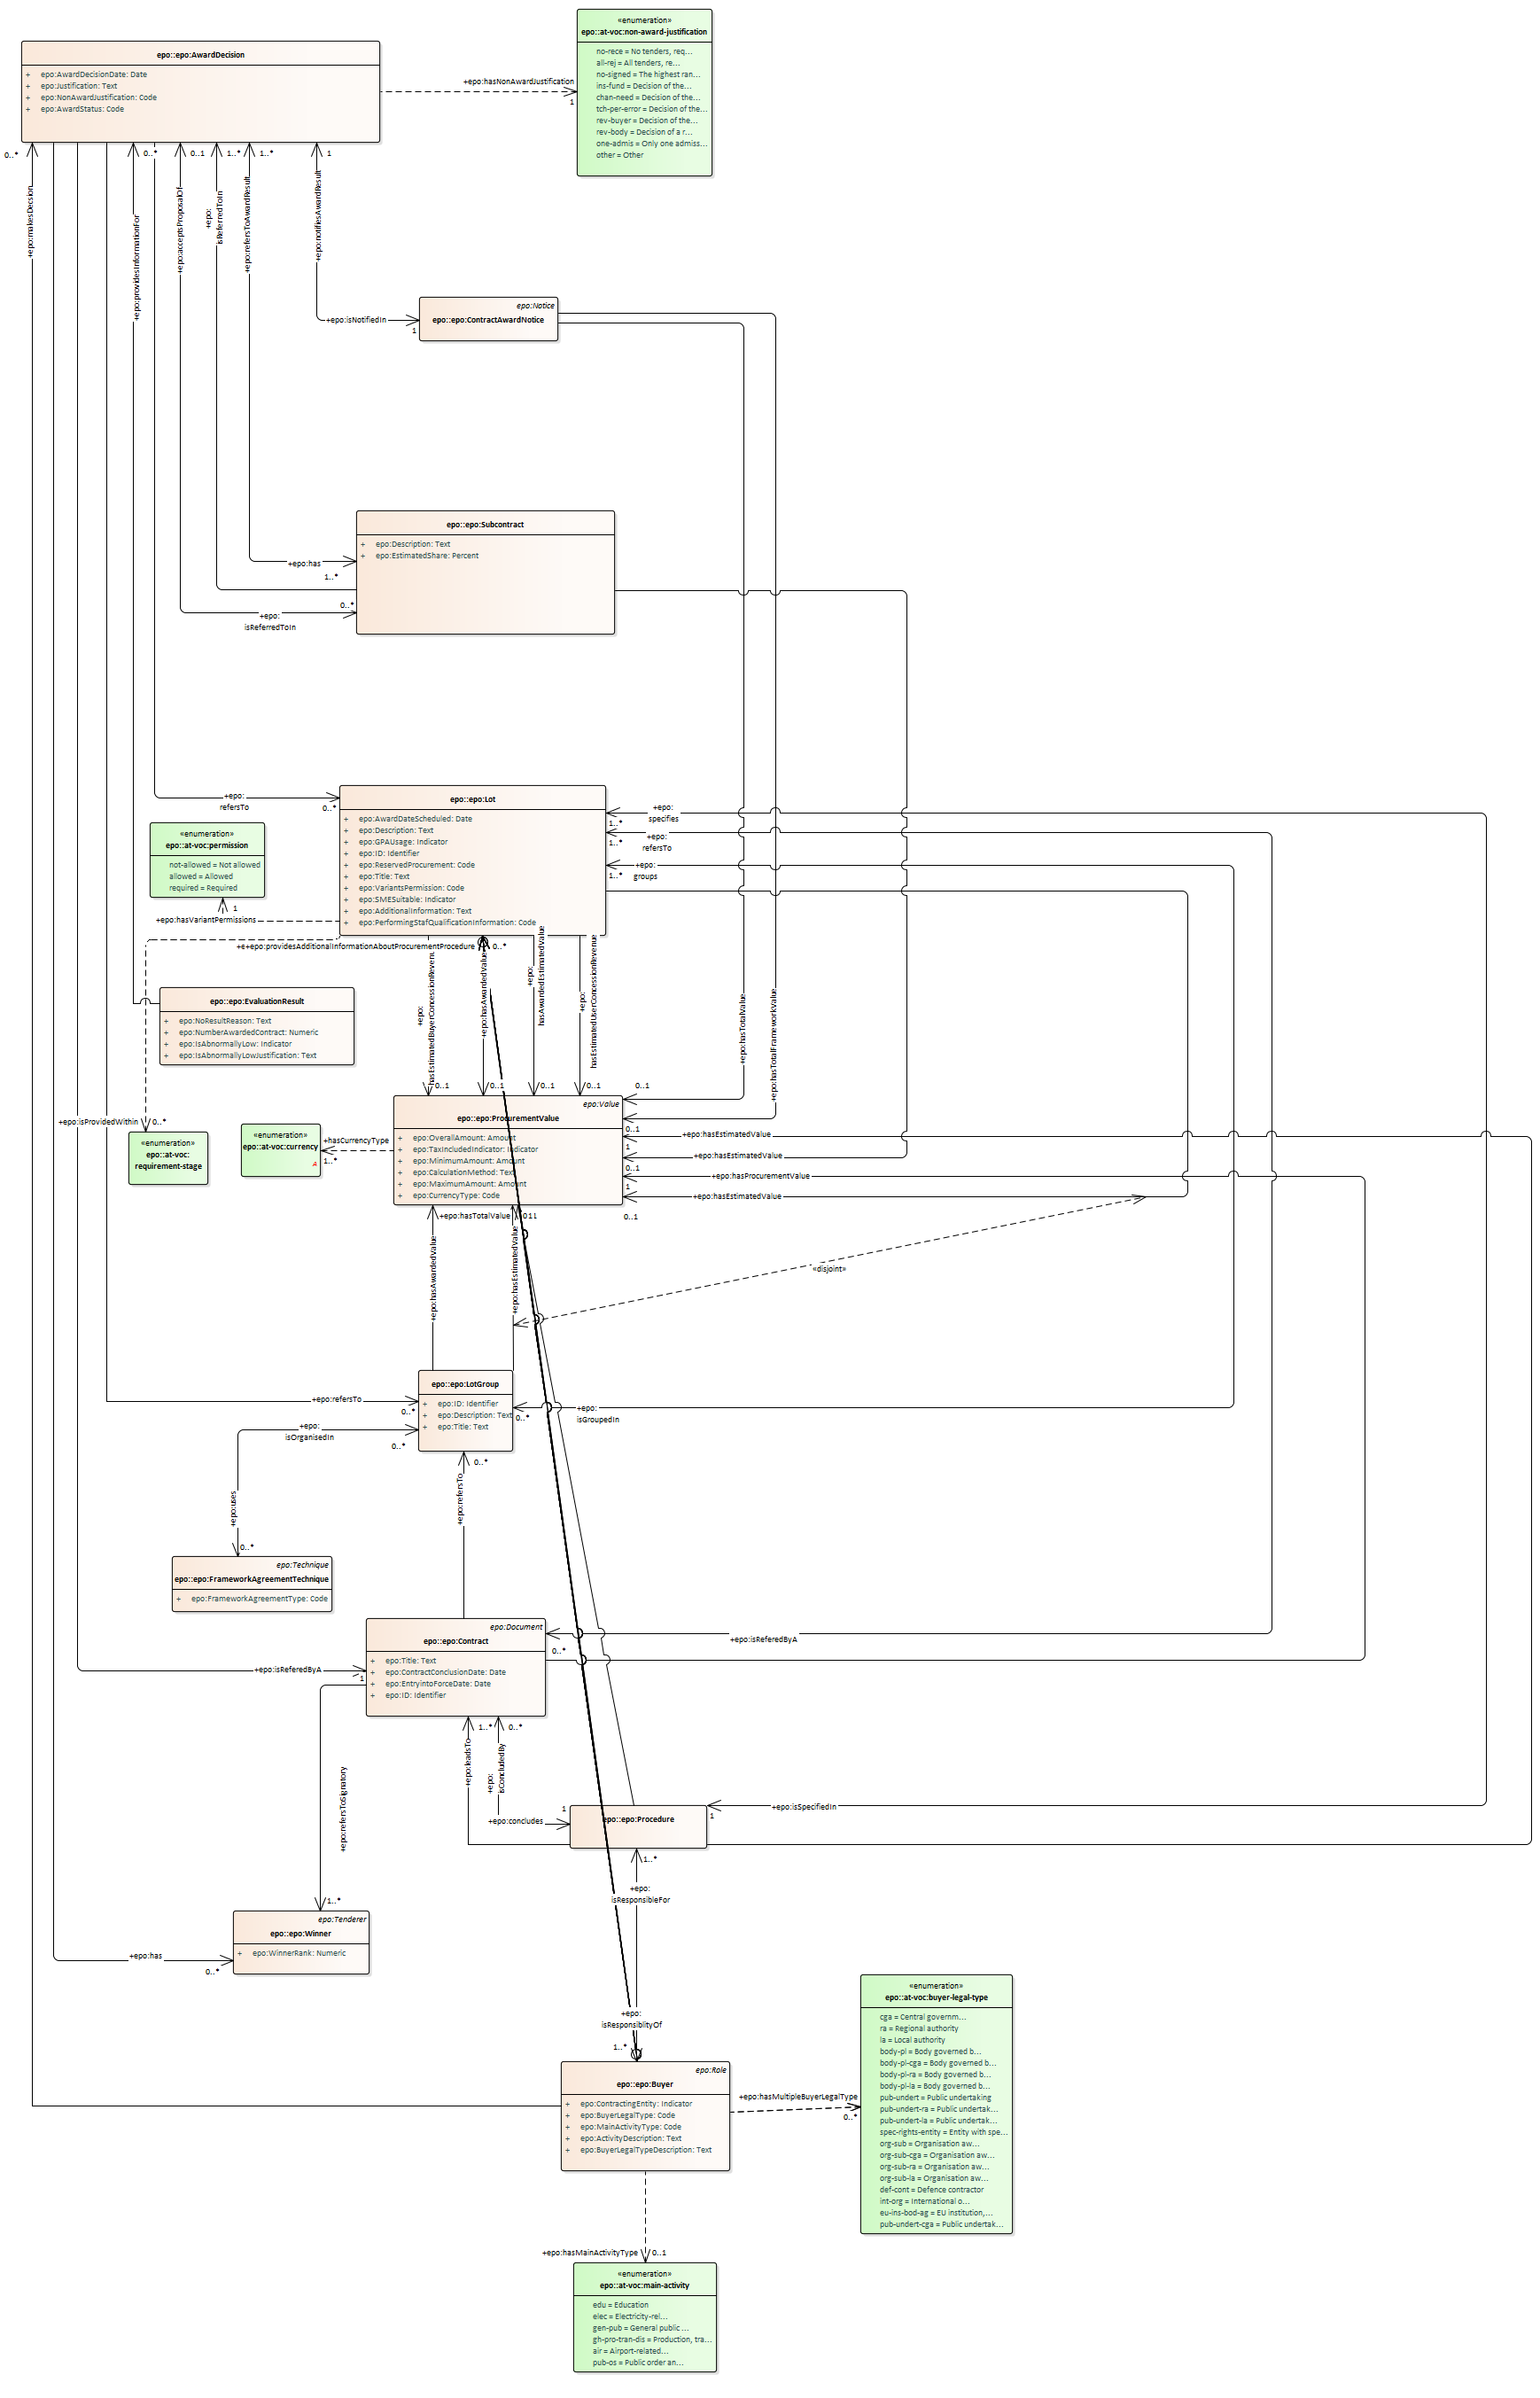 «enumeration»
epo::at-voc:non-award-justification
no-rece = No tenders, req...
all-rej = All tenders, re...
no-signed = The highest ran...
ins-fund = Decision of the...
chan-need = Decision of the...
tch-per-error = Decision of the...
rev-buyer = Decision of the...
rev-body = Decision of a r...
one-admis = Only one admiss...
other = Other
epo::epo:AwardDecision
+ epo:AwardDecisionDate: Date
+ epo:Justification: Text
+ epo:NonAwardJustification: Code
+ epo:AwardStatus: Code
+epo:hasNonAwardJustification
1
0..*
0..*
0..1
1..*
1..*
1
+epo:makesDecsion
+epo:providesInformationFor
+epo:acceptsProposalOf
+epo:
isReferredToIn
+epo:refersToAwardResult
+epo:notifiesAwardResult
epo:Notice
epo::epo:ContractAwardNotice
+epo:isNotifiedIn
1
epo::epo:Subcontract
+ epo:Description: Text
+ epo:EstimatedShare: Percent
+epo:has
1..*
0..*
+epo:
isReferredToIn
epo::epo:Lot
+ epo:AwardDateScheduled: Date
+ epo:Description: Text
+ epo:GPAUsage: Indicator
+ epo:ID: Identifier
+ epo:ReservedProcurement: Code
+ epo:Title: Text
+ epo:VariantsPermission: Code
+ epo:SMESuitable: Indicator
+ epo:AdditionalInformation: Text
+ epo:PerformingStafQualificationInformation: Code
+epo:
refersTo
0..*
+epo:
specifies
1..*
+epo:
refersTo
1..*
+epo:
groups
1..*
«enumeration»
epo::at-voc:permission
not-allowed = Not allowed
allowed = Allowed
required = Required
1
+epo:hasVariantPermissions
+epo:providesAdditionalInformationAboutProcurementProcedure
0..*
epo::epo:EvaluationResult
+ epo:NoResultReason: Text
+ epo:NumberAwardedContract: Numeric
+ epo:IsAbnormallyLow: Indicator
+ epo:IsAbnormallyLowJustification: Text
+epo:
hasEstimatedBuyerConcessionRevenu
+epo:hasAwardedValue
+epo:
hasAwardedEstimatedValue
+epo:
hasEstimatedUserConcessionRevenue
+epo:hasTotalValue
+epo:hasTotalFrameworkValue
0..1
0..1
0..1
0..1
0..1
+epo:isProvidedWithin
0..*
«enumeration»
epo::at-voc:
requirement-stage
«enumeration»
epo::at-voc:currency
A
+hasCurrencyType
1..*
epo:Value
epo::epo:ProcurementValue
+ epo:OverallAmount: Amount
+ epo:TaxIncludedIndicator: Indicator
+ epo:MinimumAmount: Amount
+ epo:CalculationMethod: Text
+ epo:MaximumAmount: Amount
+ epo:CurrencyType: Code
0..1
+epo:hasEstimatedValue
1
+epo:hasEstimatedValue
0..1
+epo:hasProcurementValue
1
+epo:hasEstimatedValue
0..1
+epo:hasTotalValue
+epo:hasAwardedValue
+epo:hasEstimatedValue
«disjoint»
epo::epo:LotGroup
+ epo:ID: Identifier
+ epo:Description: Text
+ epo:Title: Text
+epo:refersTo
0..*
+epo:
isOrganisedIn
0..*
0..*
+epo:
isGroupedIn
0..*
+epo:refersTo
+epo:uses
0..*
epo:Technique
epo::epo:FrameworkAgreementTechnique
+ epo:FrameworkAgreementType: Code
epo:Document
epo::epo:Contract
+ epo:Title: Text
+ epo:ContractConclusionDate: Date
+ epo:EntryintoForceDate: Date
+ epo:ID: Identifier
+epo:isReferedByA
0..*
+epo:isReferedByA
1
1..*
0..*
+epo:leadsTo
+epo:
isConcludedBy
+epo:refersToSignatory
1
+epo:concludes
epo::epo:Procedure
+epo:isSpecifiedIn
1
1..*
+epo:
isResponsibleFor
1..*
epo:Tenderer
epo::epo:Winner
+ epo:WinnerRank: Numeric
+epo:has
0..*
+epo:
isResponsiblityOf
1..*
epo:Role
epo::epo:Buyer
+ epo:ContractingEntity: Indicator
+ epo:BuyerLegalType: Code
+ epo:MainActivityType: Code
+ epo:ActivityDescription: Text
+ epo:BuyerLegalTypeDescription: Text
+epo:hasMultipleBuyerLegalType
0..*
«enumeration»
epo::at-voc:buyer-legal-type
cga = Central governm...
ra = Regional authority
la = Local authority
body-pl = Body governed b...
body-pl-cga = Body governed b...
body-pl-ra = Body governed b...
body-pl-la = Body governed b...
pub-undert = Public undertaking
pub-undert-ra = Public undertak...
pub-undert-la = Public undertak...
spec-rights-entity = Entity with spe...
org-sub = Organisation aw...
org-sub-cga = Organisation aw...
org-sub-ra = Organisation aw...
org-sub-la = Organisation aw...
def-cont = Defence contractor
int-org = International o...
eu-ins-bod-ag = EU institution,...
pub-undert-cga = Public undertak...
+epo:hasMainActivityType
0..1
«enumeration»
epo::at-voc:main-activity
edu = Education
elec = Electricity-rel...
gen-pub = General public ...
gh-pro-tran-dis = Production, tra...
air = Airport-related...
pub-os = Public order an...